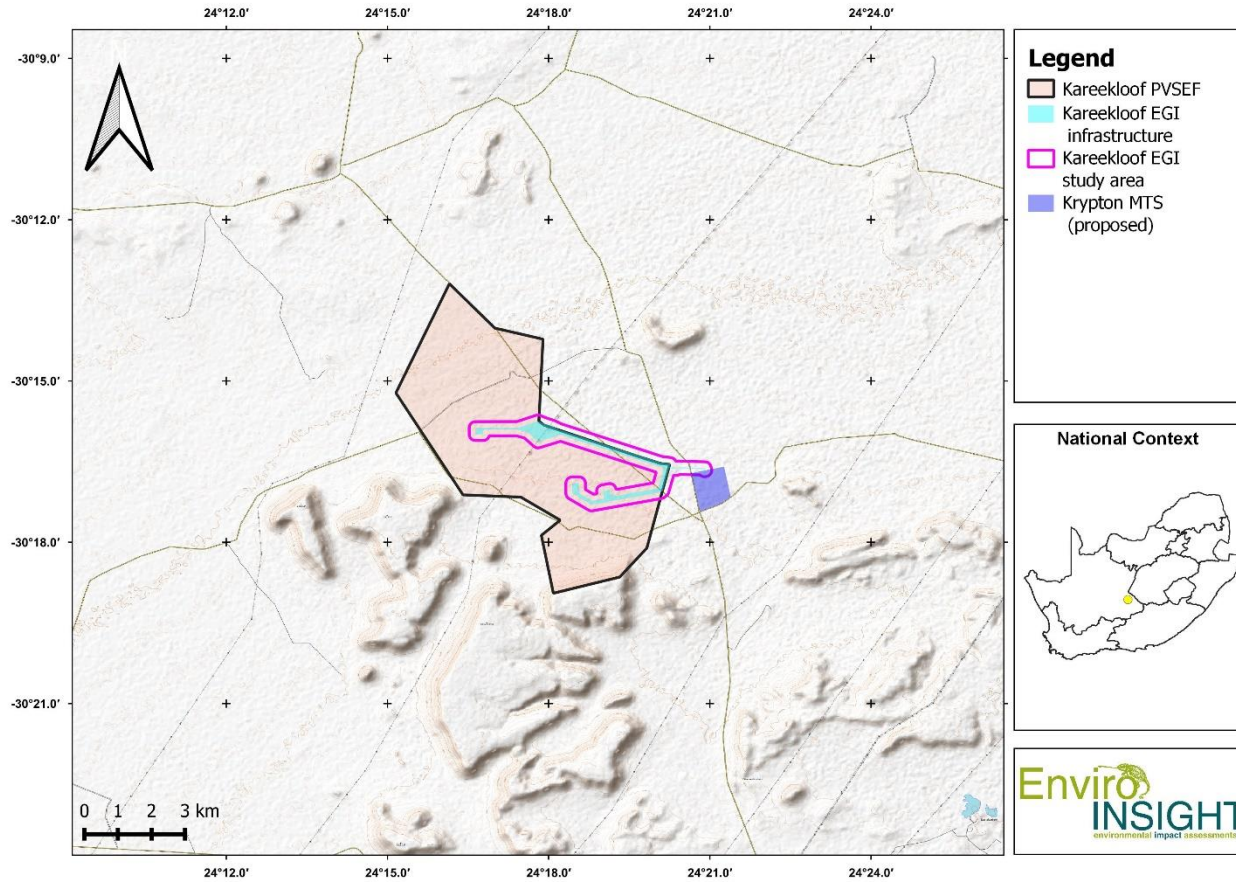 24°12.0' 24°15.0' 24°18.0' 24°21.0' 24°24.0'
-30°9.0'
-30°12.0'
-30°15.0'
-30°18.0'
-30°21.0'
0 1 2 3 km
24°12.0' 24°15.0' 24°18.0' 24°21.0' 24°24.0'
Legend
Kareekloof PVSEF
Kareekloof EGI
infrastructure
Kareekloof EGI
study area
Krypton MTS
(proposed)
National Context
Enviro
INSIGHT
environmental impact assessments